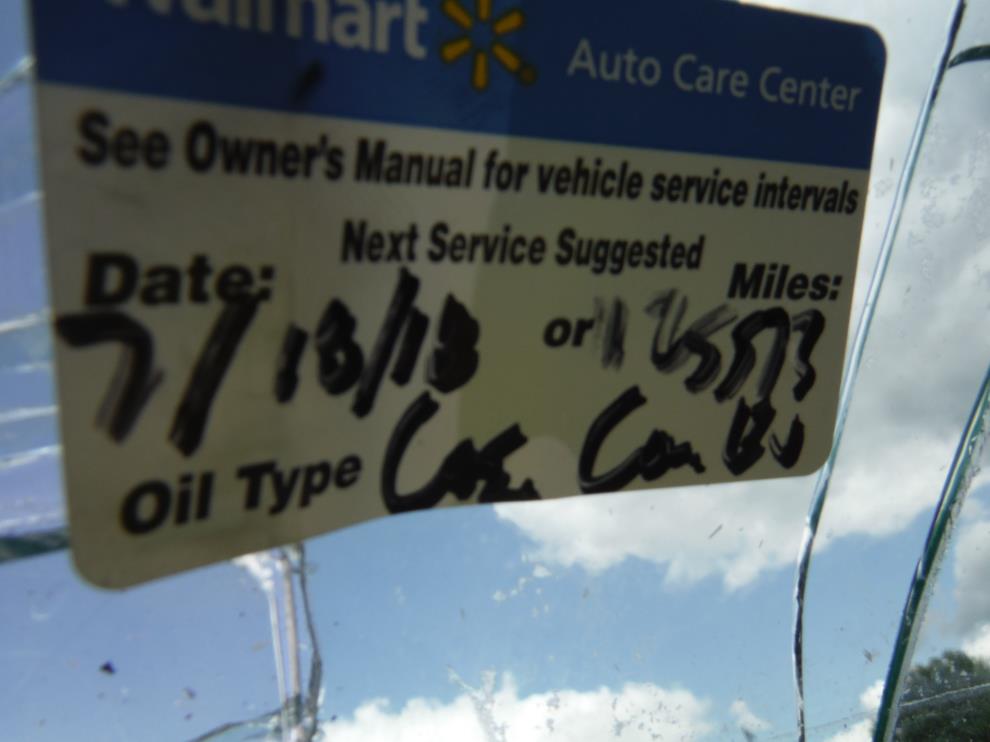 Walmart
Auto Care Center
See Owner's Manual for vehicle service intervals
Next Service Suggested
Date: Miles:
7/18/13 or
Oil Type